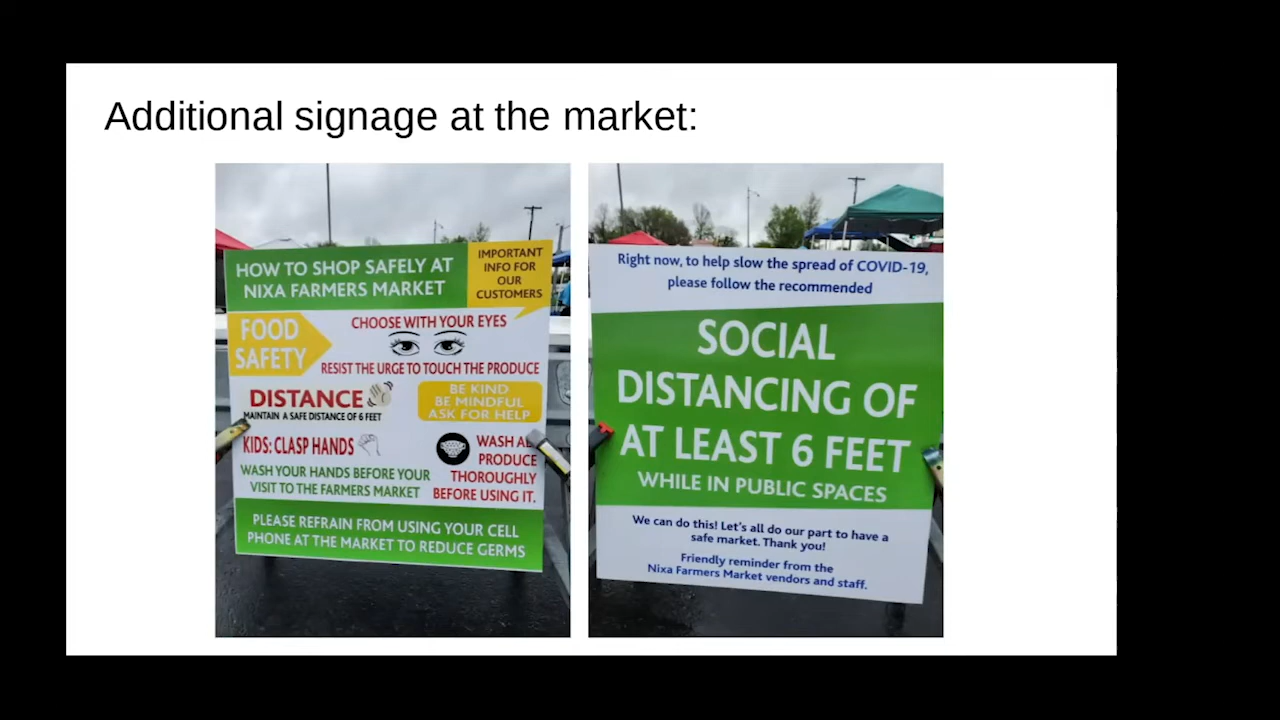 Additional signage at the market:
HOW TO SHOP SAFELY AT
NIXA FARMERS MARKET
IMPORTANT
INFO FOR
OUR
CUSTOMERS
FOOD
SAFETY
CHOOSE WITH YOUR EYES
RESIST THE URGE TO TOUCH THE PRODUCE
DISTANCE
MAINTAIN A SAFE DISTANCE OF 6 FEET
BE KIND
BE MINDFUL
ASK FOR HELP
KIDS: CLASP HANDS
WASH YOUR HANDS BEFORE YOUR
VISIT TO THE FARMERS MARKET
WASH
PRODUCE
THOROUGHLY
BEFORE USING IT.
PLEASE REFRAIN FROM USING YOUR CELL
PHONE AT THE MARKET TO REDUCE GERMS
Right now, to help slow the spread of COVID-19,
please follow the recommended
SOCIAL
DISTANCING OF
AT LEAST 6 FEET
WHILE IN PUBLIC SPACES
We can do this! Let's all do our part to have a
safe market. Thank you!
Friendly reminder from the
Nixa Farmers Market vendors and staff.